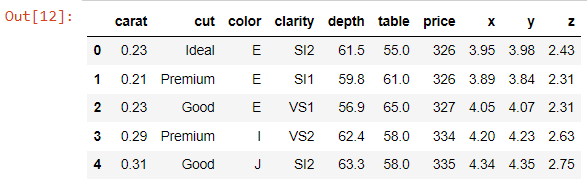 Out[12]:
carat cut color clarity depth table price x y z
0 0.23 Ideal E SI2 61.5 55.0 326 3.95 3.98 2.43
1 0.21 Premium E SI1 59.8 61.0 326 3.89 3.84 2.31
2 0.23 Good E VS1 56.9 65.0 327 4.05 4.07 2.31
3 0.29 Premium I VS2 62.4 58.0 334 4.20 4.23 2.63
4 0.31 Good J SI2 63.3 58.0 335 4.34 4.35 2.75